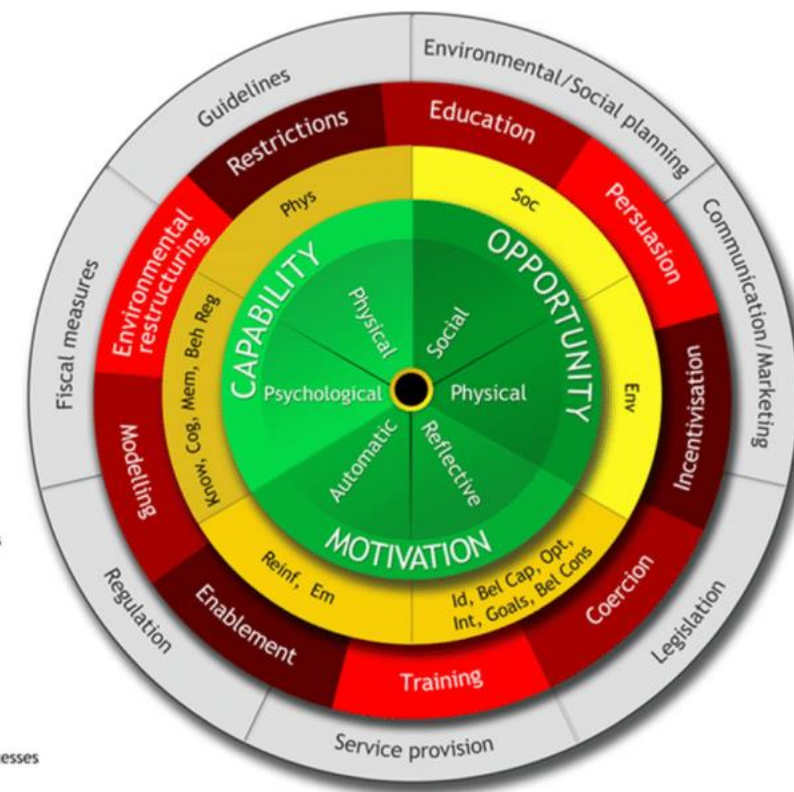 Guidelines
Environmental/Social planning
Communication/Marketing
Legislation
Service provision
Regulation
Fiscal measures
Restrictions
Education
Persuasion
Incentivisation
Coercion
Training
Enablement
Modelling
Environmental
restructuring
Phys
Soc
Env
Id, Bel Cap, Opt,
Int, Goals, Bel Cons
Reinf, Em
Know, Cog, Mem, Beh Reg
CAPABILITY
OPPORTUNITY
MOTIVATION
Physical
Social
Physical
Reflective
Automatic
Psychological